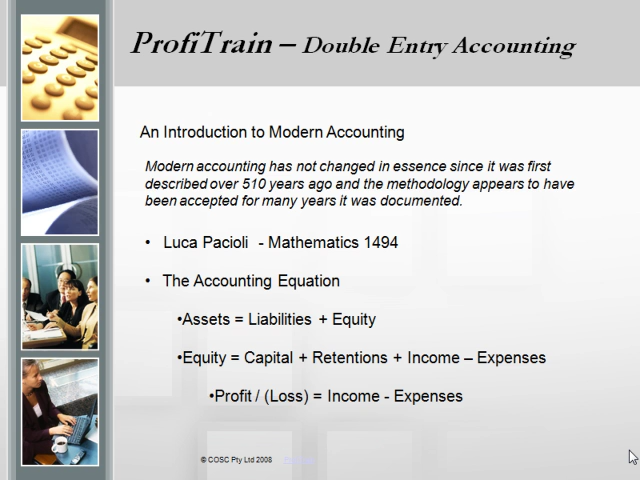 ProfiTrain – Double Entry Accounting
An Introduction to Modern Accounting
Modern accounting has not changed in essence since it was first
described over 510 years ago and the methodology appears to have
been accepted for many years it was documented.
• Luca Pacioli - Mathematics 1494
• The Accounting Equation
•Assets = Liabilities + Equity
•Equity = Capital + Retentions + Income – Expenses
•Profit / (Loss) = Income - Expenses
© COSC Pty Ltd 2008